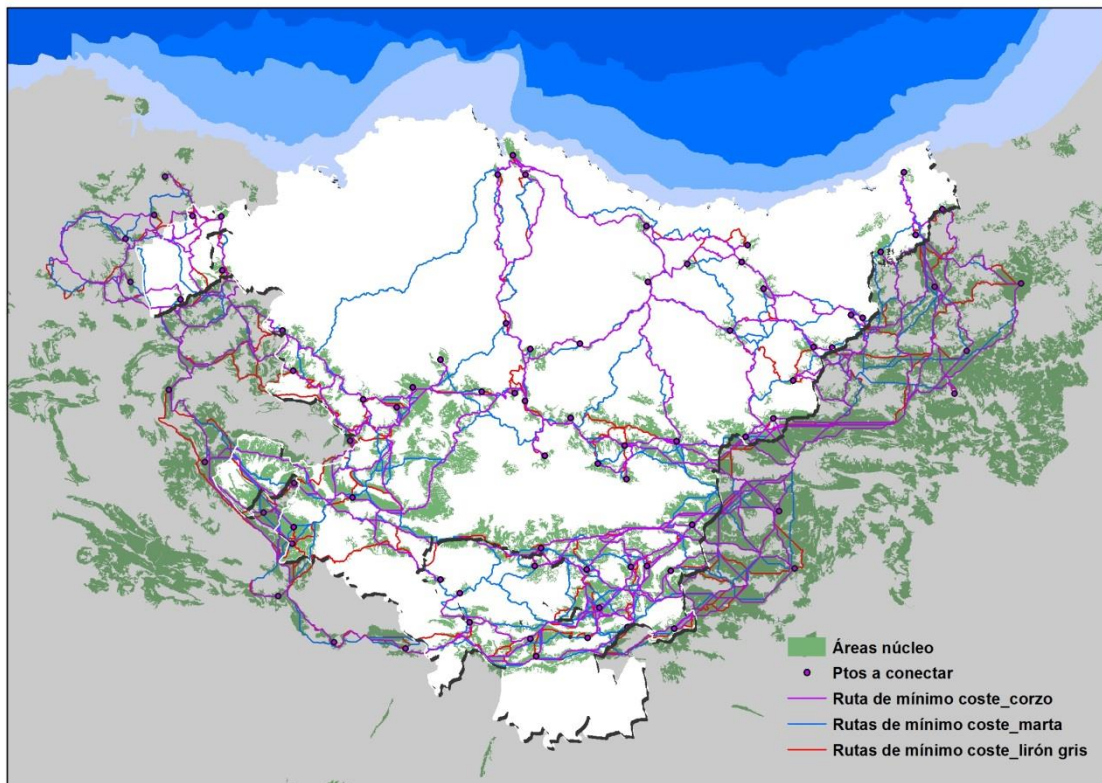 Áreas núcleo
Ptos a conectar
Ruta de mínimo coste_corzo
Rutas de mínimo coste_marta
Rutas de mínimo coste_lirón gris